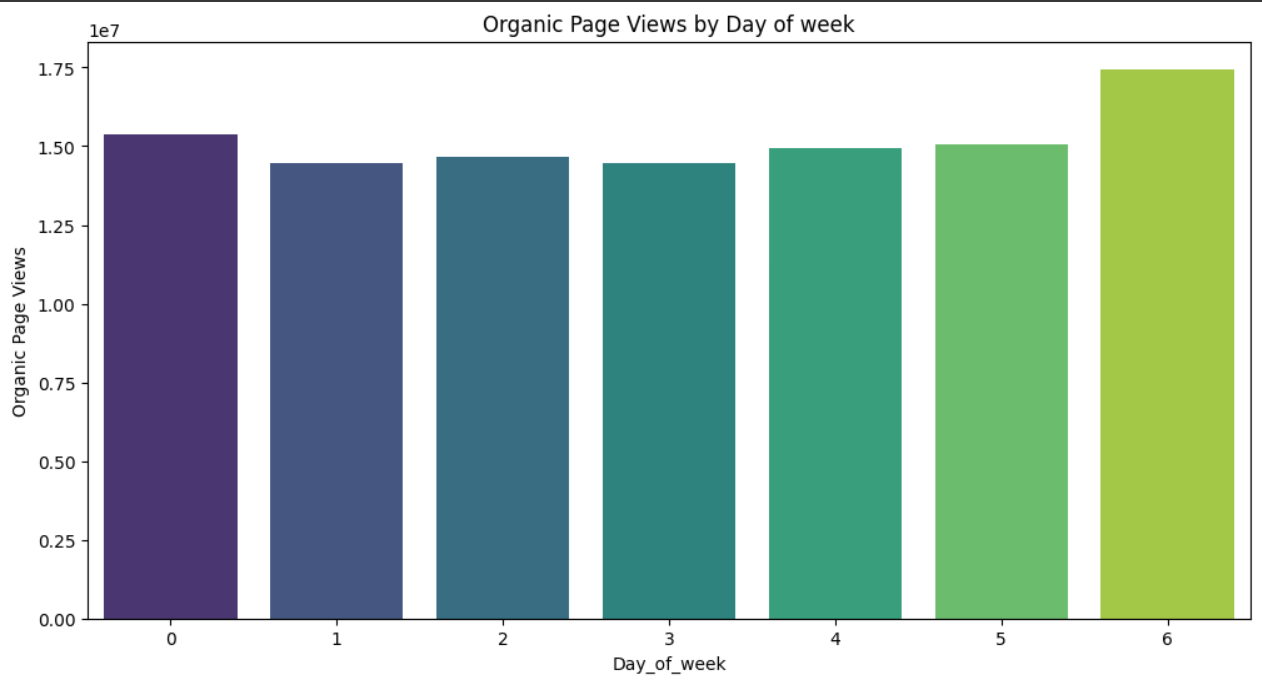 Organic Page Views by Day of week
1e7
1.75
1.50
1.25
1.00
0.75
0.50
0.25
0.00
Organic Page Views
0 1 2 3 4 5 6
Day_of_week